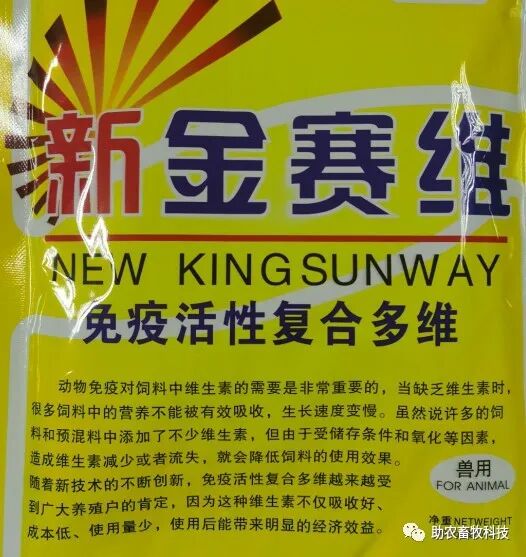 新金赛维
NEW KINGSUNWAY
免疫活性复合多维
动物免疫对饲料中维生素的需要是非常重要的，当缺乏维生素时，
很多饲料中的营养不能被有效吸收，生长速度变慢。虽然说许多的饲
料和预混料中添加了不少维生素，但由于受储存条件和氧化等因素，
造成维生素减少或者流失，就会降低饲料的使用效果。
随着新技术的不断创新，免疫活性复合多维越来越受
到广大养殖户的肯定，因为这种维生素不仅吸收好、
成本低、使用量少，使用后能带来明显的经济效益。
兽用
FOR ANIMAL
净重 NETWEIGHT
助农畜牧科技